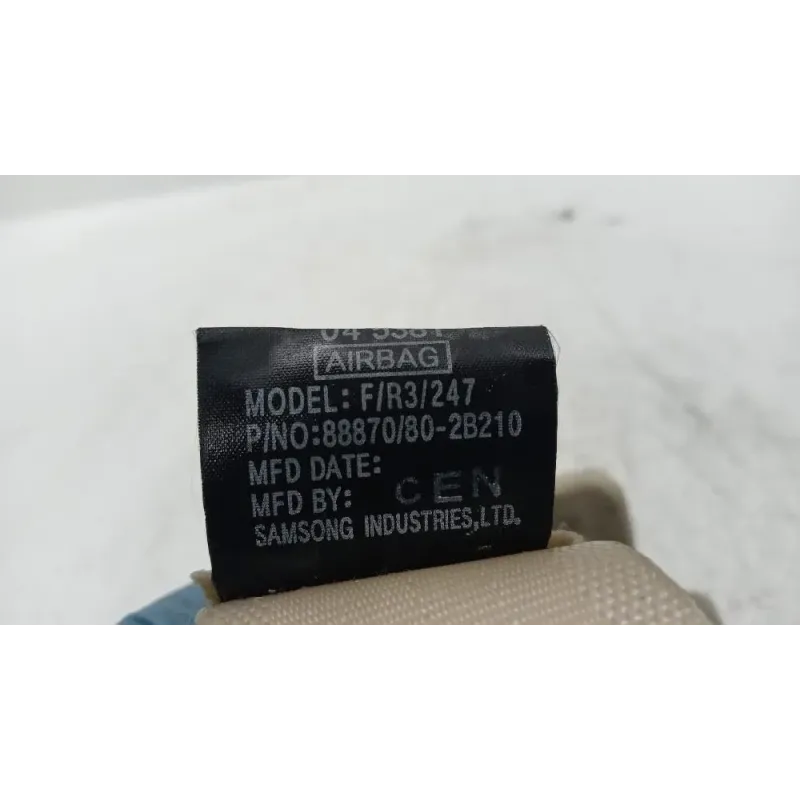 AIRBAG
MODEL: F/R3/247
P/NO:88870/80-2B210
MFD DATE:
CEN
MFD BY:
SAMSONG INDUSTRIES,LTD.